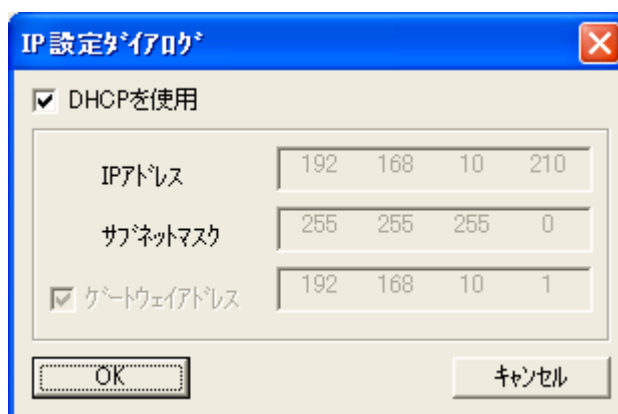 IP 設定ﾀﾞｲｱﾛｸﾞ
DHCPを使用
IPｱﾄﾞﾚｽ 192 168 10 210
ｻﾌﾞﾈｯﾄﾏｽｸ 255 255 255 0
ｹﾞｰﾄｳｪｲｱﾄﾞﾚｽ 192 168 10 1
OK ｷｬﾝｾﾙ